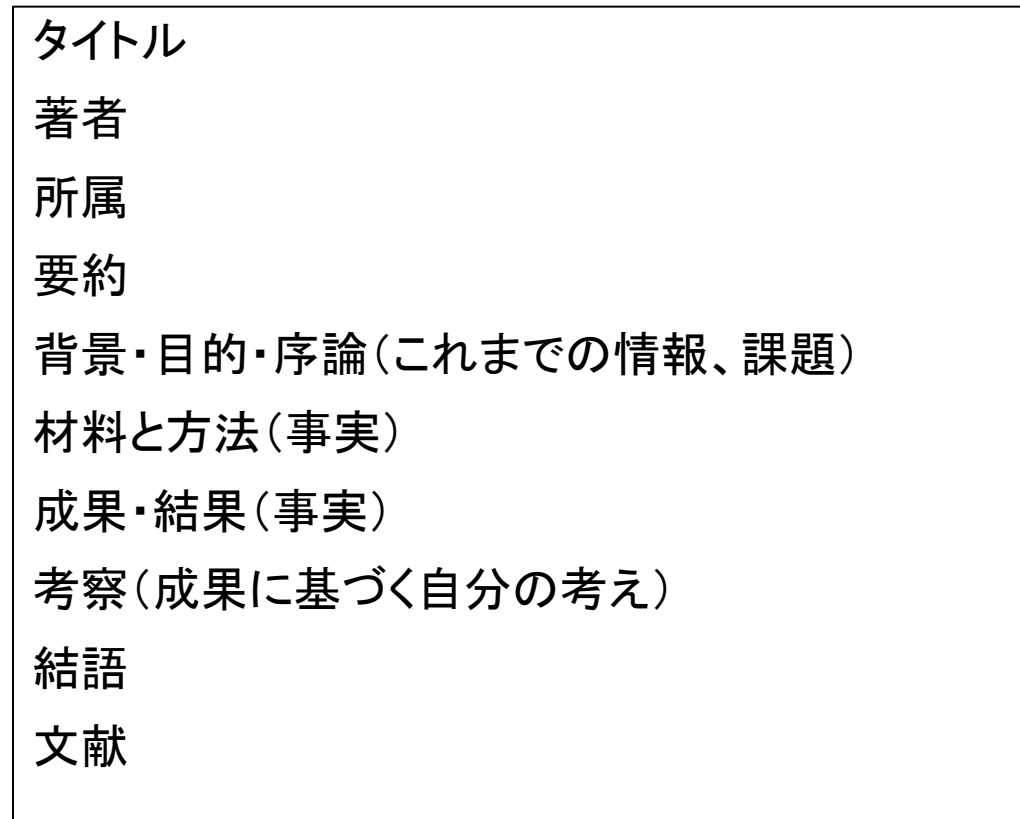 タイトル
著者
所属
要約
背景・目的・序論（これまでの情報、課題）
材料と方法（事実）
成果・結果（事実）
考察（成果に基づく自分の考え）
結語
文献